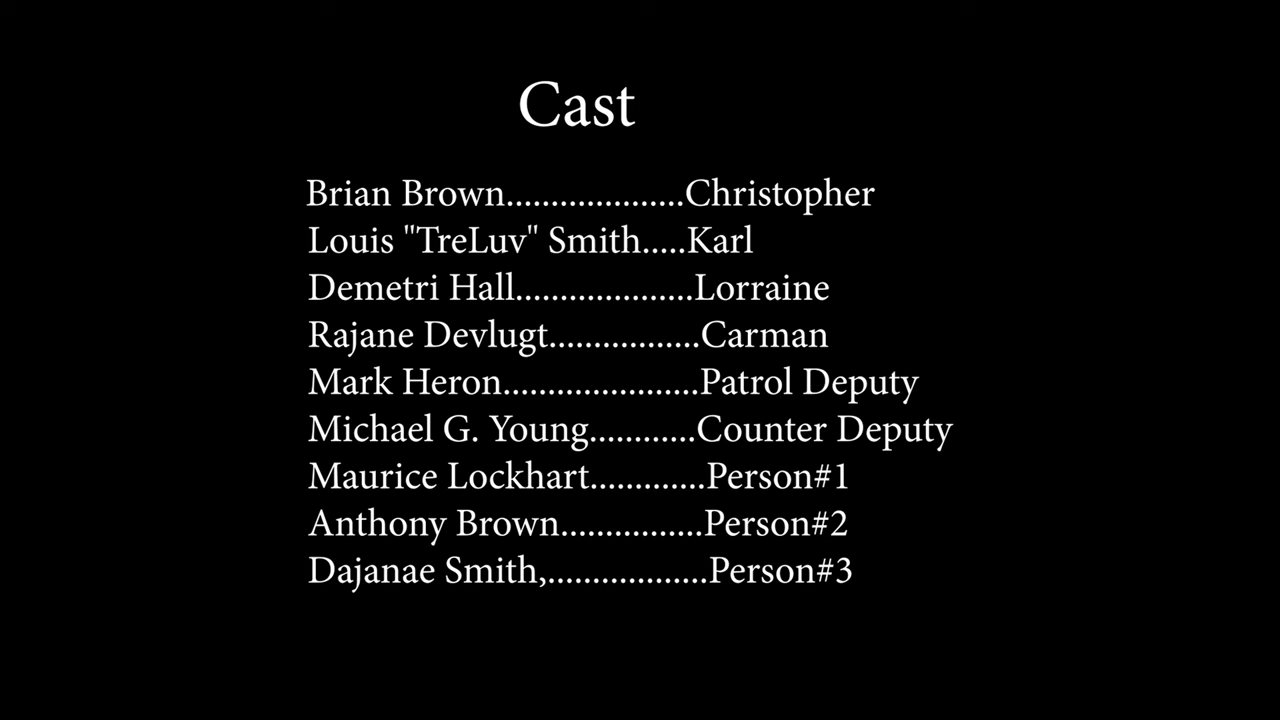 Cast
Brian Brown....................Christopher
Louis "TreLuv" Smith.....Karl
Demetri Hall....................Lorraine
Rajane Devlugt.................Carman
Mark Heron......................Patrol Deputy
Michael G. Young............Counter Deputy
Maurice Lockhart.............Person#1
Anthony Brown................Person#2
Dajanae Smith,..................Person#3